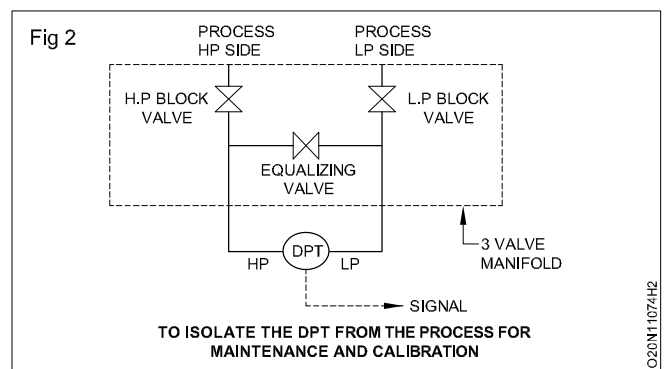 Fig 2
PROCESS
HP SIDE
PROCESS
LP SIDE
H.P BLOCK
VALVE
L.P BLOCK
VALVE
EQUALIZING
VALVE
HP
DPT
LP
3 VALVE
MANIFOLD
SIGNAL
TO ISOLATE THE DPT FROM THE PROCESS FOR
MAINTENANCE AND CALIBRATION
O20N11074H2